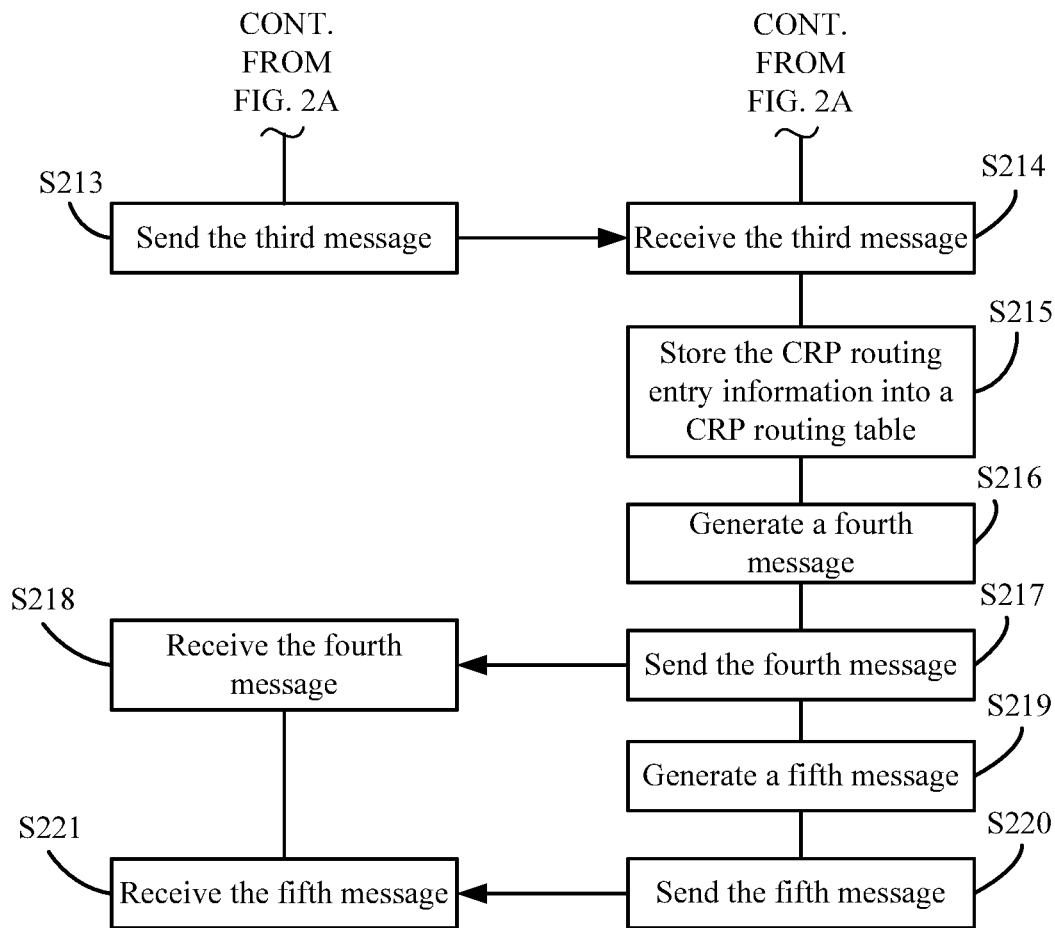 CONT.
FROM
FIG. 2A
CONT.
FROM
FIG. 2A
S213
Send the third message
S214
Receive the third message
S215
Store the CRP routing
entry information into a
CRP routing table
S216
Generate a fourth
message
S217
Send the fourth message
S218
Receive the fourth
message
S219
Generate a fifth message
S220
Send the fifth message
S221
Receive the fifth message